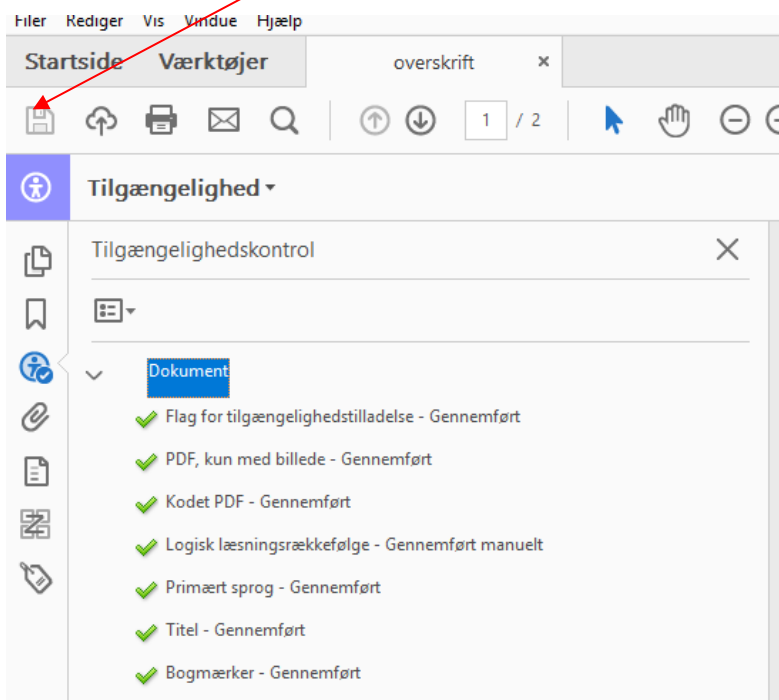 Filer Rediger Vis Vindue Hjælp
Startside Værktøjer overskrift ×
1 / 2
Tilgængelighed
Tilgængelighedskontrol
Dokument
Flag for tilgængelighedstilladelse - Gennemført
PDF, kun med billede - Gennemført
Kodet PDF - Gennemført
Logisk læsningsrækkefølge - Gennemført manuelt
Primært sprog - Gennemført
Titel - Gennemført
Bogmærker - Gennemført